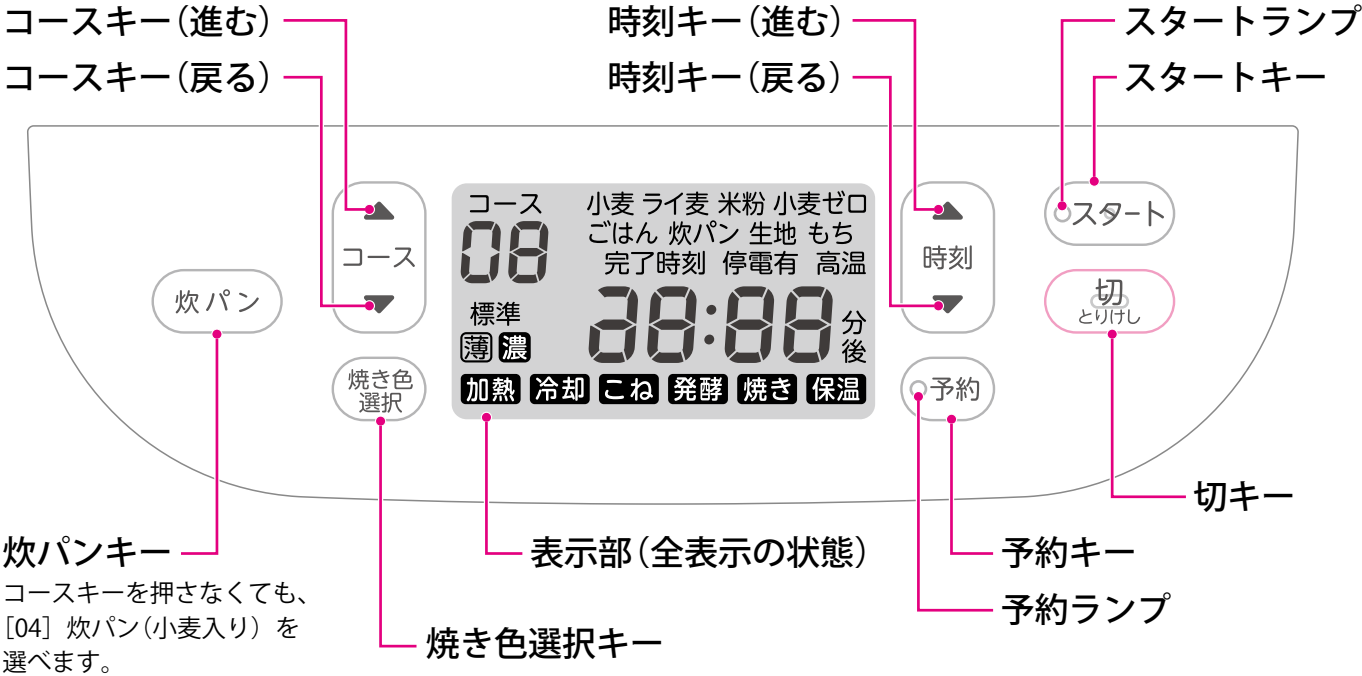 コースキー(進む)
時刻キー(進む)
スタートランプ
コースキー(戻る)
時刻キー(戻る)
スタートキー
コース
炊パン
焼き色
選択
コース
08
小麦 ライ麦 米粉 小麦ゼロ
ごはん 炊パン 生地 もち
完了時刻 停電有 高温
標準
薄 濃
38:88
分
後
加熱 冷却 こね 発酵 焼き 保温
時刻
スタート
切
とりけし
予約
切キー
炊パンキー
コースキーを押さなくても、
[04] 炊パン(小麦入り) を
選べます。
表示部(全表示の状態)
予約キー
予約ランプ
焼き色選択キー